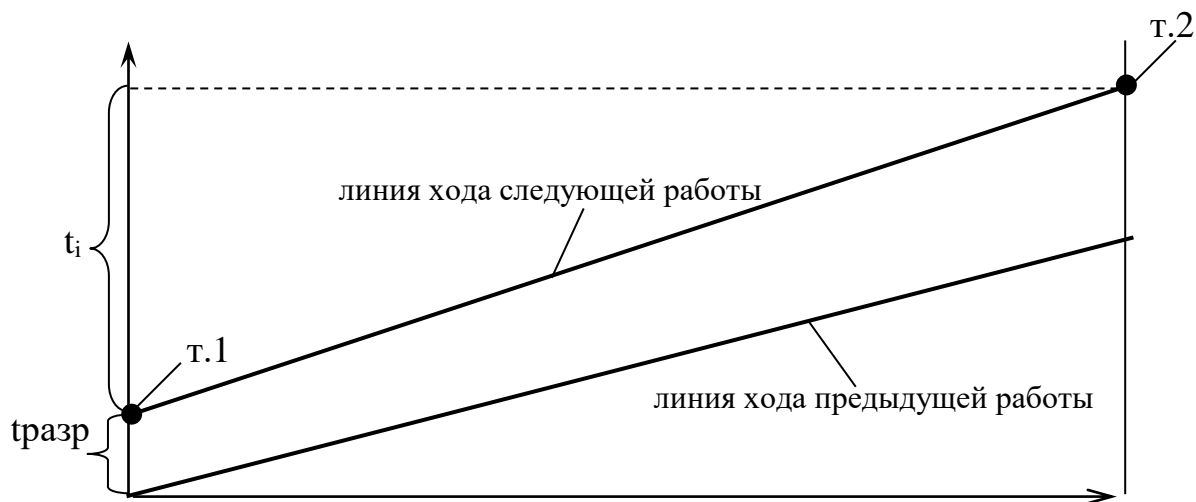 т.2
линия хода следующей работы
tᵢ
т.1
линия хода предыдущей работы
tразр